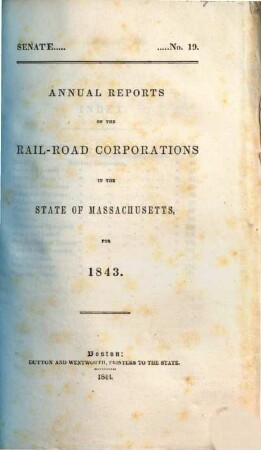 SENATE..... .....No. 19.
ANNUAL REPORTS
OF THE
RAIL-ROAD CORPORATIONS
IN THE
STATE OF MASSACHUSETTS,
FOR
1843.
Boston:
DUTTON AND WENTWORTH, PRINTERS TO THE STATE.
1844.